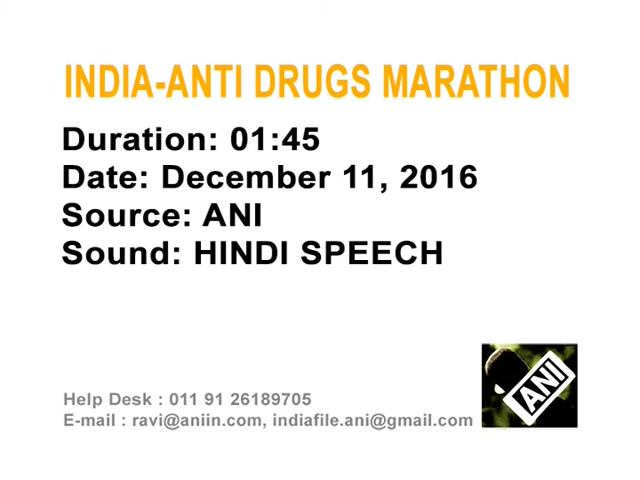 INDIA-ANTI DRUGS MARATHON
Duration: 01:45
Date: December 11, 2016
Source: ANI
Sound: HINDI SPEECH
Help Desk : 011 91 26189705
E-mail : ravi@aniin.com, indiafile.ani@gmail.com
ANI